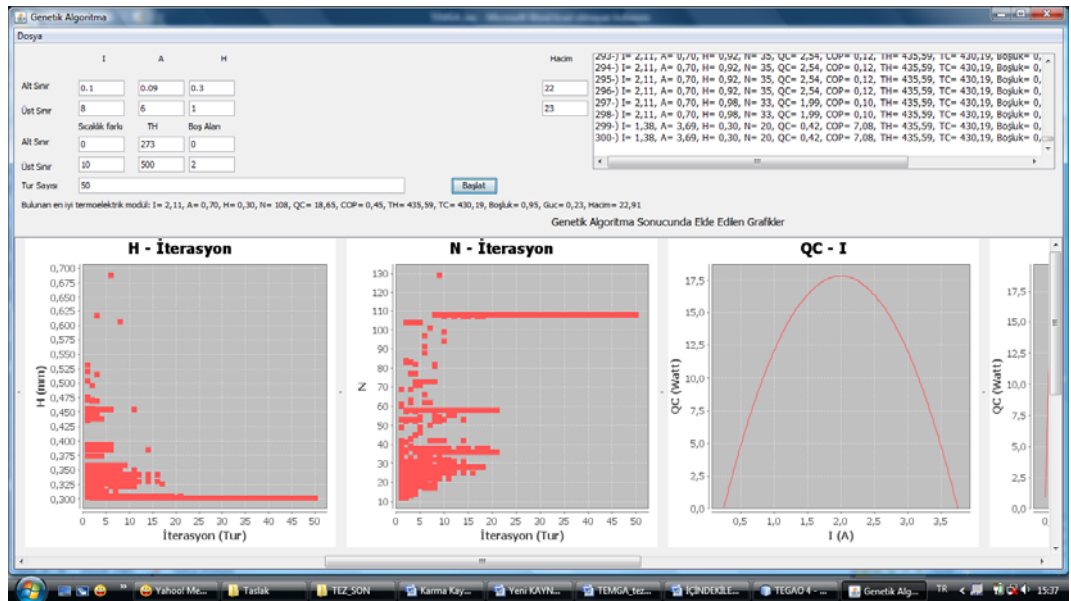 Genetik Algoritma
Dosya
I A H Hacim
Alt Sınır 0.1 0.09 0.3 22
Üst Sınır 8 6 1 23
Sıcaklık farkı TH Boş Alan
Alt Sınır 0 273 0
Üst Sınır 10 500 2
Tur Sayısı 50 Başlat
293-) I= 2,11, A= 0,70, H= 0,92, N= 35, QC= 2,54, COP= 0,12, TH= 435,59, TC= 430,19, Boşluk= 0,
294-) I= 2,11, A= 0,70, H= 0,92, N= 35, QC= 2,54, COP= 0,12, TH= 435,59, TC= 430,19, Boşluk= 0,
295-) I= 2,11, A= 0,70, H= 0,92, N= 35, QC= 2,54, COP= 0,12, TH= 435,59, TC= 430,19, Boşluk= 0,
296-) I= 2,11, A= 0,70, H= 0,92, N= 35, QC= 2,54, COP= 0,12, TH= 435,59, TC= 430,19, Boşluk= 0,
297-) I= 2,11, A= 0,70, H= 0,98, N= 33, QC= 1,99, COP= 0,10, TH= 435,59, TC= 430,19, Boşluk= 0,
298-) I= 2,11, A= 0,70, H= 0,98, N= 33, QC= 1,99, COP= 0,10, TH= 435,59, TC= 430,19, Boşluk= 0,
299-) I= 1,38, A= 3,69, H= 0,30, N= 20, QC= 0,42, COP= 7,08, TH= 435,59, TC= 430,19, Boşluk= 0,
300-) I= 1,38, A= 3,69, H= 0,30, N= 20, QC= 0,42, COP= 7,08, TH= 435,59, TC= 430,19, Boşluk= 0,
Bulunan en iyi termoelektrik modül: I= 2,11, A= 0,70, H= 0,30, N= 108, QC= 18,65, COP= 0,45, TH= 435,59, TC= 430,19, Boşluk= 0,95, Guc= 0,23, Hacim= 22,91
Genetik Algoritma Sonucunda Elde Edilen Grafikler
H - İterasyon
H (mm)
0,700
0,675
0,650
0,625
0,600
0,575
0,550
0,525
0,500
0,475
0,450
0,425
0,400
0,375
0,350
0,325
0,300
0 5 10 15 20 25 30 35 40 45 50
İterasyon (Tur)
N - İterasyon
N
130
120
110
100
90
80
70
60
50
40
30
20
10
0 5 10 15 20 25 30 35 40 45 50
İterasyon (Tur)
QC - I
QC (Watt)
17,5
15,0
12,5
10,0
7,5
5,0
2,5
0,0
0,5 1,0 1,5 2,0 2,5 3,0 3,5
I (A)
QC (Watt)
17,5
15,0
12,5
10,0
7,5
5,0
2,5
0,0
0,
Yahoo! Me... Taslak TEZ_SON Karma Kay... Yeni KAYN... TEMGA_tez... İÇİNDEKİLE... TEGAO 4 - ... Genetik Alg... TR 15:37